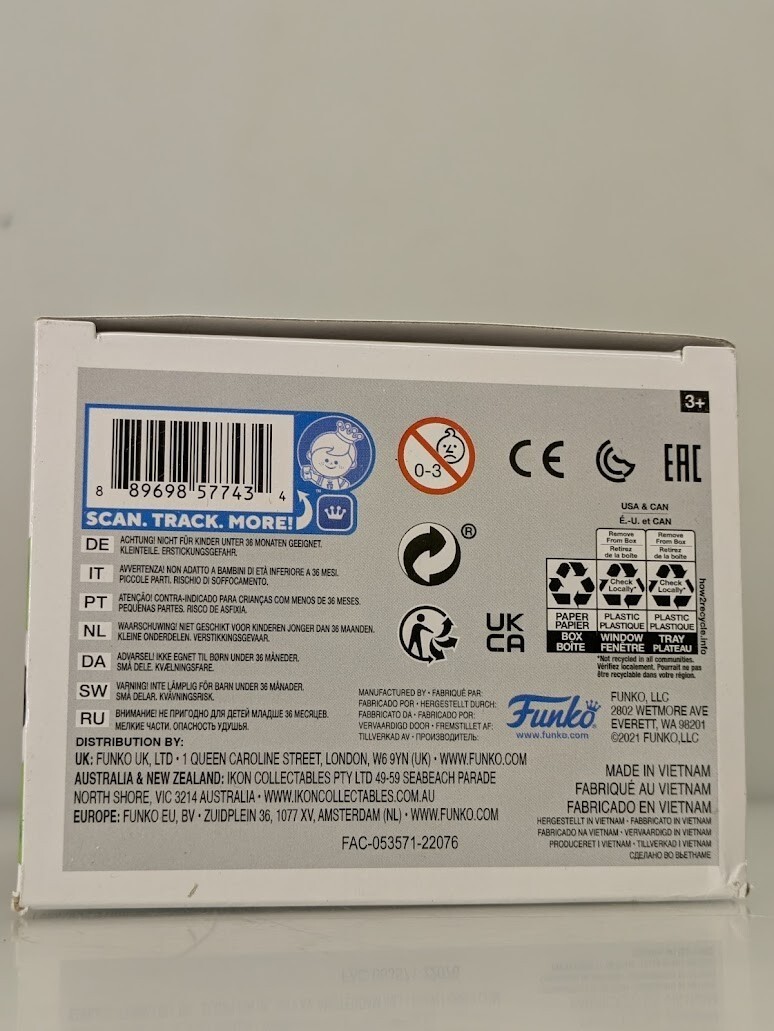 3+
8 89698 57743 4
SCAN. TRACK. MORE!
™
0-3
CE
EAC
DE ACHTUNG! NICHT FÜR KINDER UNTER 36 MONATEN GEEIGNET.
KLEINTEILE. ERSTICKUNGSGEFAHR.
IT AVVERTENZA! NON ADATTO A BAMBINI DI ETÀ INFERIORE A 36 MESI.
PICCOLE PARTI. RISCHIO DI SOFFOCAMENTO.
PT ATENÇÃO! CONTRA-INDICADO PARA CRIANÇAS COM MENOS DE 36 MESES.
PEQUENAS PARTES. RISCO DE ASFIXIA.
NL WAARSCHUWING! NIET GESCHIKT VOOR KINDEREN JONGER DAN 36 MAANDEN.
KLEINE ONDERDELEN. VERSTIKKINGSGEVAAR.
DA ADVARSEL! IKKE EGNET TIL BØRN UNDER 36 MÅNEDER.
SMÅ DELE. KVÆLNINGSFARE.
SW VARNING! INTE LÄMPLIG FÖR BARN UNDER 36 MÅNADER.
SMÅ DELAR. KVÄVNINGSRISK.
RU ВНИМАНИЕ! НЕ ПРИГОДНО ДЛЯ ДЕТЕЙ МЛАДШЕ 36 МЕСЯЦЕВ.
МЕЛКИЕ ЧАСТИ. ОПАСНОСТЬ УДУШЬЯ.
®
UK
CA
USA & CAN
É.-U. et CAN
Remove From Box
Retirez de la boîte
Remove From Box
Retirez de la boîte
Check Locally*
Check Locally*
PAPER PAPIER
PLASTIC PLASTIQUE
PLASTIC PLASTIQUE
BOX BOÎTE
WINDOW FENÊTRE
TRAY PLATEAU
how2recycle.info
*Not recycled in all communities.
Vérifiez localement. Pourrait ne pas
être recyclable dans votre région.
MANUFACTURED BY • FABRIQUÉ PAR:
FABRICADO POR • HERGESTELLT DURCH:
FABBRICATO DA • FABRICADO POR:
VERVAARDIGD DOOR • FREMSTILLET AF:
TILLVERKAD AV • ПРОИЗВОДИТЕЛЬ:
Funko®
www.funko.com
FUNKO, LLC
2802 WETMORE AVE
EVERETT, WA 98201
©2021 FUNKO,LLC
DISTRIBUTION BY:
UK: FUNKO UK, LTD • 1 QUEEN CAROLINE STREET, LONDON, W6 9YN (UK) • WWW.FUNKO.COM
AUSTRALIA & NEW ZEALAND: IKON COLLECTABLES PTY LTD 49-59 SEABEACH PARADE
NORTH SHORE, VIC 3214 AUSTRALIA • WWW.IKONCOLLECTABLES.COM.AU
EUROPE: FUNKO EU, BV • ZUIDPLEIN 36, 1077 XV, AMSTERDAM (NL) • WWW.FUNKO.COM
FAC-053571-22076
MADE IN VIETNAM
FABRIQUÉ AU VIETNAM
FABRICADO EN VIETNAM
HERGESTELLT IN VIETNAM • FABBRICATO IN VIETNAM
FABRICADO NA VIETNAM • VERVAARDIGD IN VIETNAM
PRODUCERET I VIETNAM • TILLVERKAD I VIETNAM
СДЕЛАНО ВО ВЬЕТНАМЕ